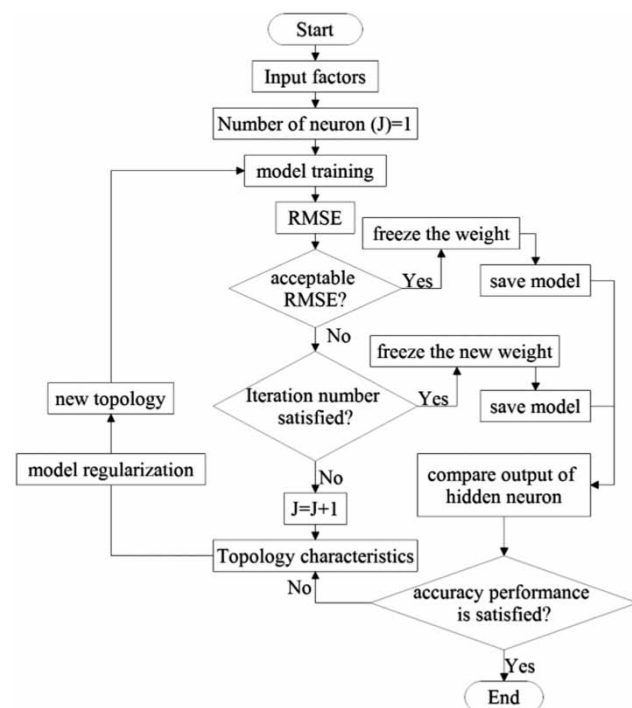 Start
Input factors
Number of neuron (J)=1
model training
RMSE
freeze the weight
acceptable
RMSE?
Yes
save model
No
freeze the new weight
Iteration number
satisfied?
Yes
save model
new topology
model regularization
No
J=J+1
compare output of
hidden neuron
Topology characteristics
No
accuracy performance
is satisfied?
Yes
End